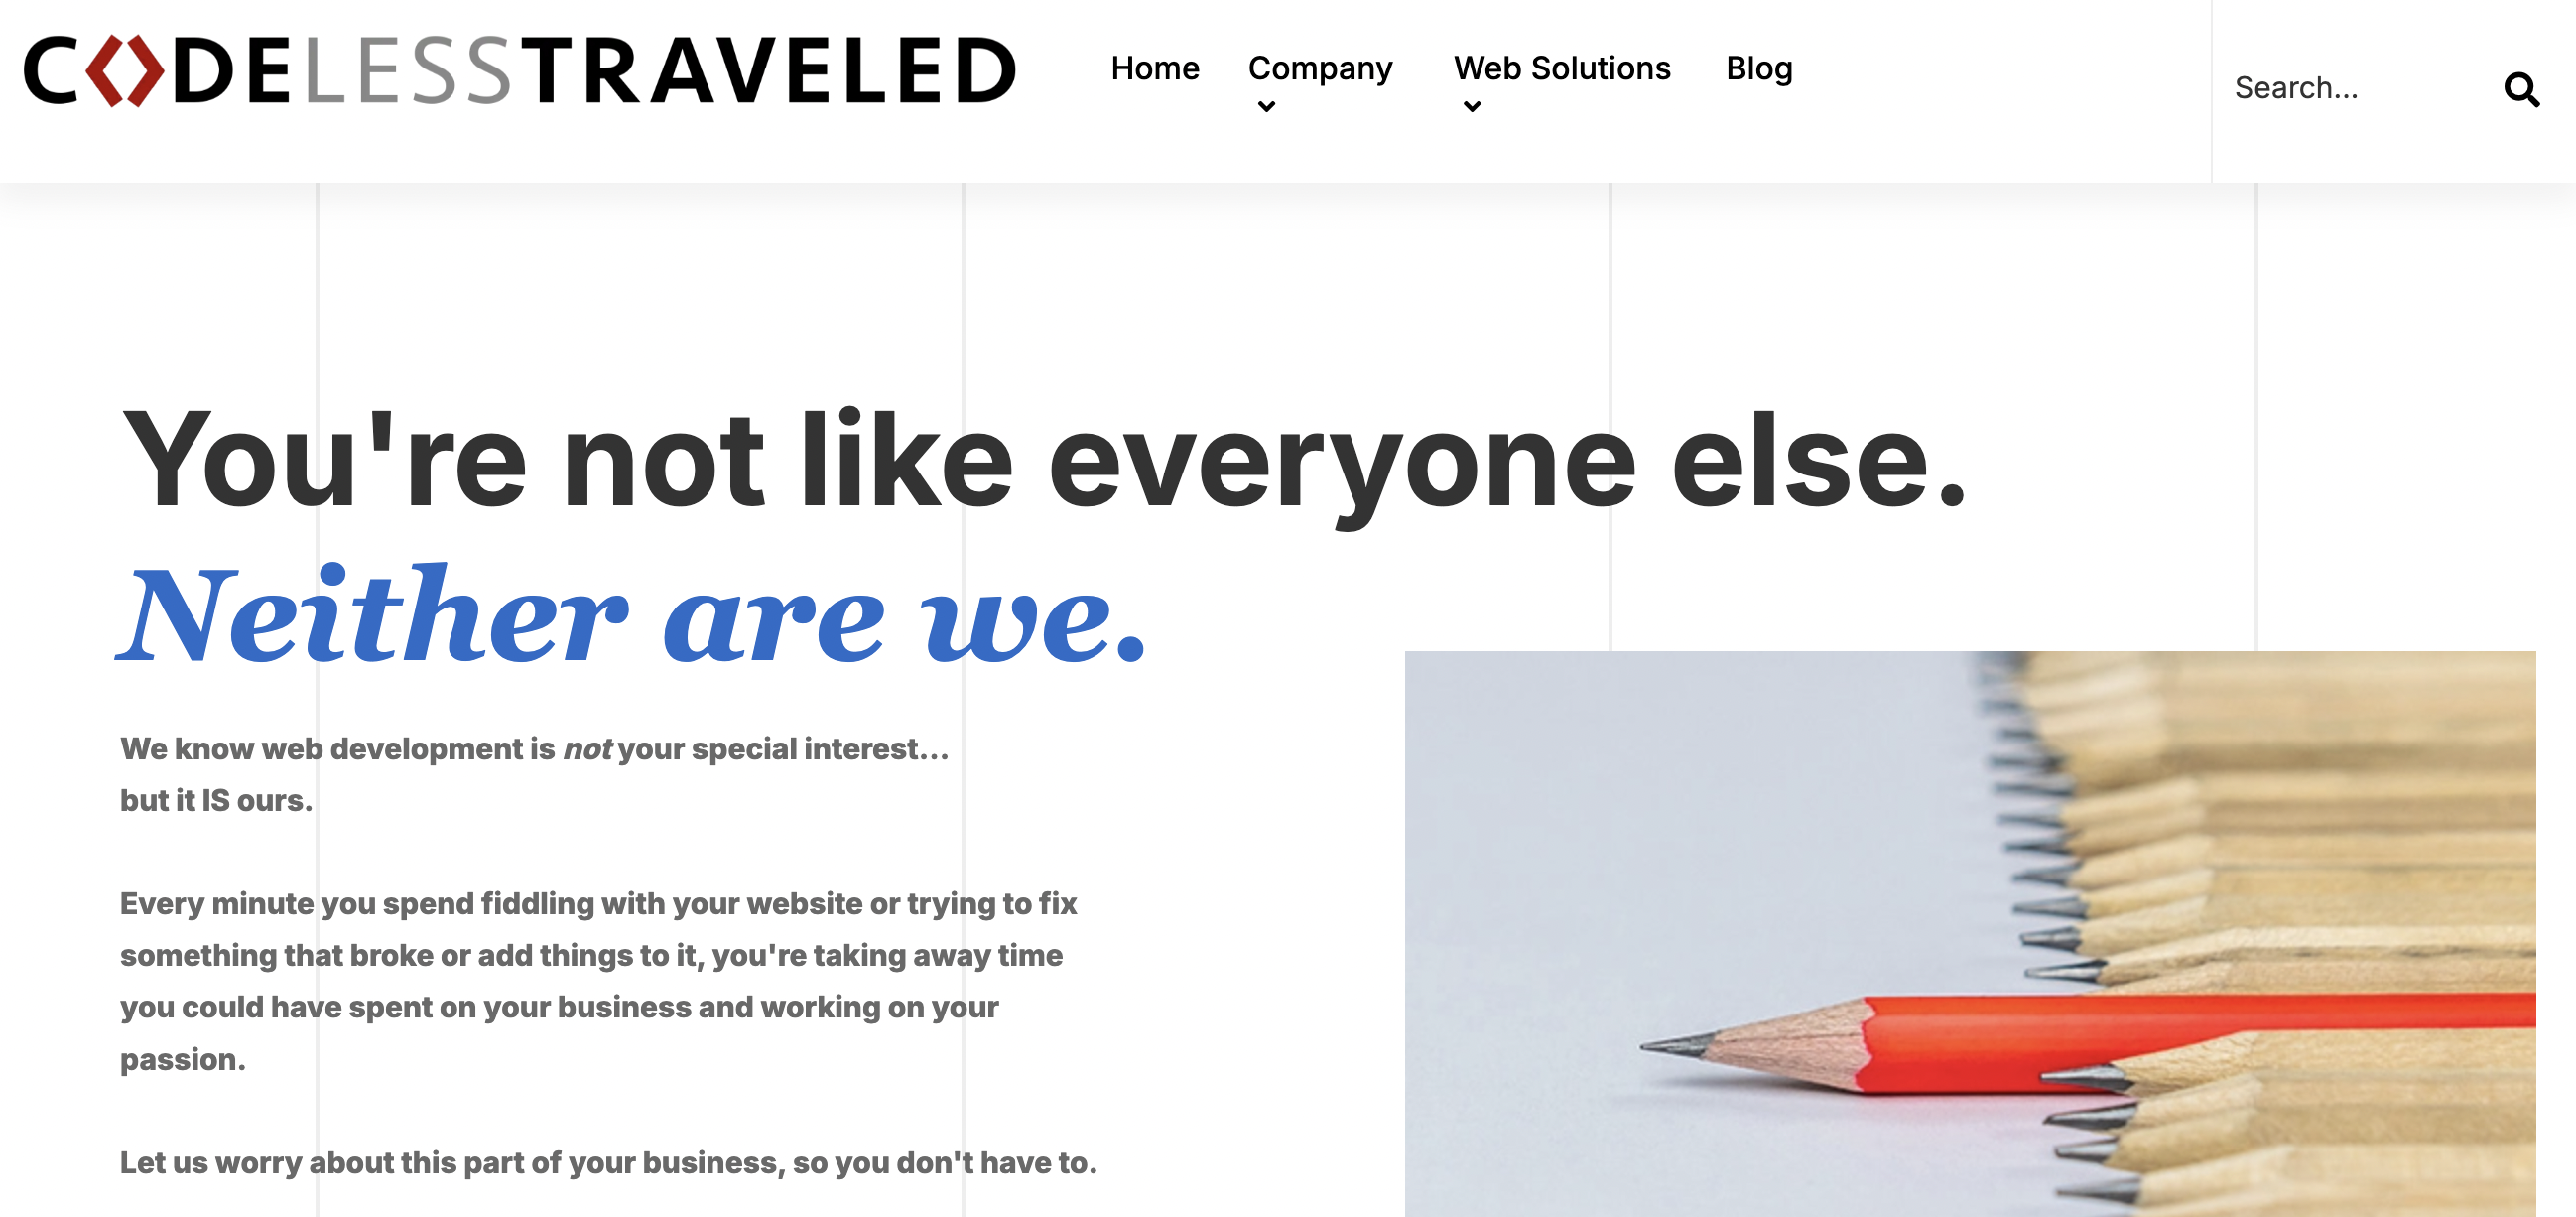 C<>DELESSTRAVELED
Home
Company
Web Solutions
Blog
Search...
You're not like everyone else.
Neither are we.
We know web development is not your special interest...
but it IS ours.
Every minute you spend fiddling with your website or trying to fix
something that broke or add things to it, you're taking away time
you could have spent on your business and working on your
passion.
Let us worry about this part of your business, so you don't have to.